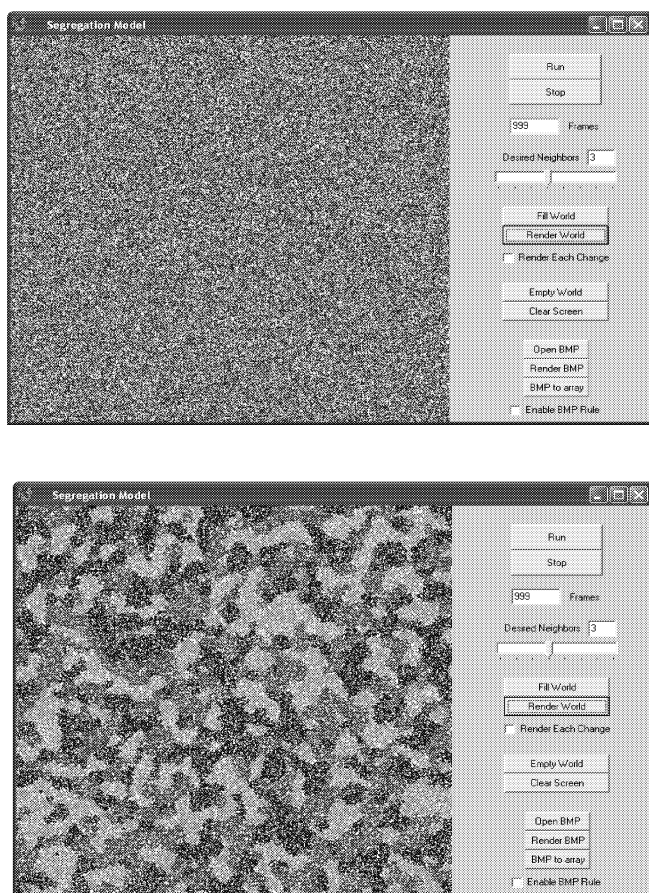 Segregation Model
Run
Stop
999 Frames
Desired Neighbors 3
Fill World
Render World
Render Each Change
Empty World
Clear Screen
Open BMP
Render BMP
BMP to array
Enable BMP Rule
Segregation Model
Run
Stop
999 Frames
Desired Neighbors 3
Fill World
Render World
Render Each Change
Empty World
Clear Screen
Open BMP
Render BMP
BMP to array
Enable BMP Rule